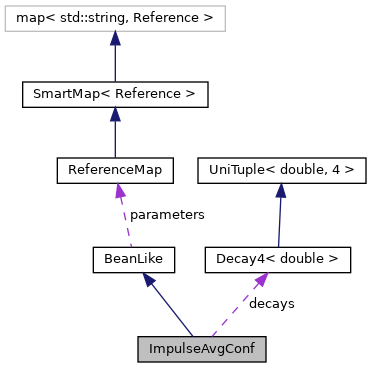 map< std::string, Reference >
SmartMap< Reference >
ReferenceMap
UniTuple< double, 4 >
parameters
BeanLike
Decay4< double >
decays
ImpulseAvgConf